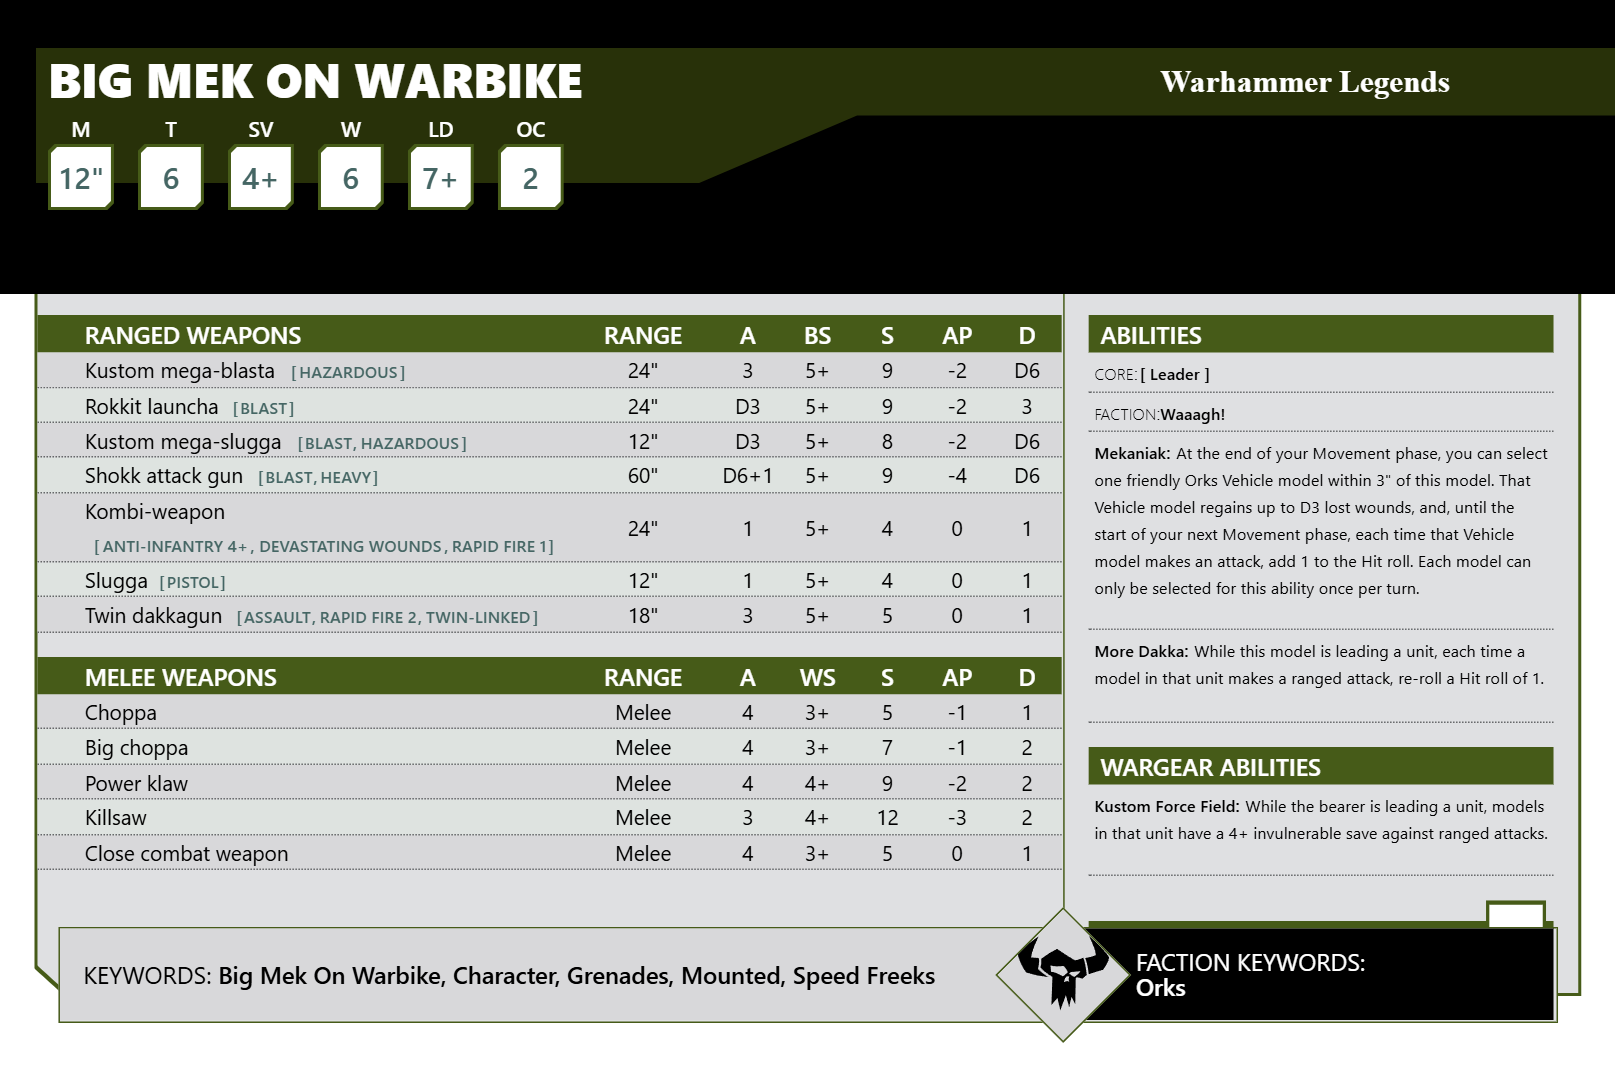 BIG MEK ON WARBIKE
Warhammer Legends
M T SV W LD OC
12" 6 4+ 6 7+ 2
RANGED WEAPONS RANGE A BS S AP D
Kustom mega-blasta [HAZARDOUS] 24" 3 5+ 9 -2 D6
Rokkit launcha [BLAST] 24" D3 5+ 9 -2 3
Kustom mega-slugga [BLAST, HAZARDOUS] 12" D3 5+ 8 -2 D6
Shokk attack gun [BLAST, HEAVY] 60" D6+1 5+ 9 -4 D6
Kombi-weapon 24" 1 5+ 4 0 1
[ANTI-INFANTRY 4+, DEVASTATING WOUNDS, RAPID FIRE 1]
Slugga [PISTOL] 12" 1 5+ 4 0 1
Twin dakkagun [ASSAULT, RAPID FIRE 2, TWIN-LINKED] 18" 3 5+ 5 0 1
MELEE WEAPONS RANGE A WS S AP D
Choppa Melee 4 3+ 5 -1 1
Big choppa Melee 4 3+ 7 -1 2
Power klaw Melee 4 4+ 9 -2 2
Killsaw Melee 3 4+ 12 -3 2
Close combat weapon Melee 4 3+ 5 0 1
ABILITIES
CORE: [ Leader ]
FACTION: Waaagh!
Mekaniak: At the end of your Movement phase, you can select
one friendly Orks Vehicle model within 3" of this model. That
Vehicle model regains up to D3 lost wounds, and, until the
start of your next Movement phase, each time that Vehicle
model makes an attack, add 1 to the Hit roll. Each model can
only be selected for this ability once per turn.
More Dakka: While this model is leading a unit, each time a
model in that unit makes a ranged attack, re-roll a Hit roll of 1.
WARGEAR ABILITIES
Kustom Force Field: While the bearer is leading a unit, models
in that unit have a 4+ invulnerable save against ranged attacks.
KEYWORDS: Big Mek On Warbike, Character, Grenades, Mounted, Speed Freeks
FACTION KEYWORDS:
Orks